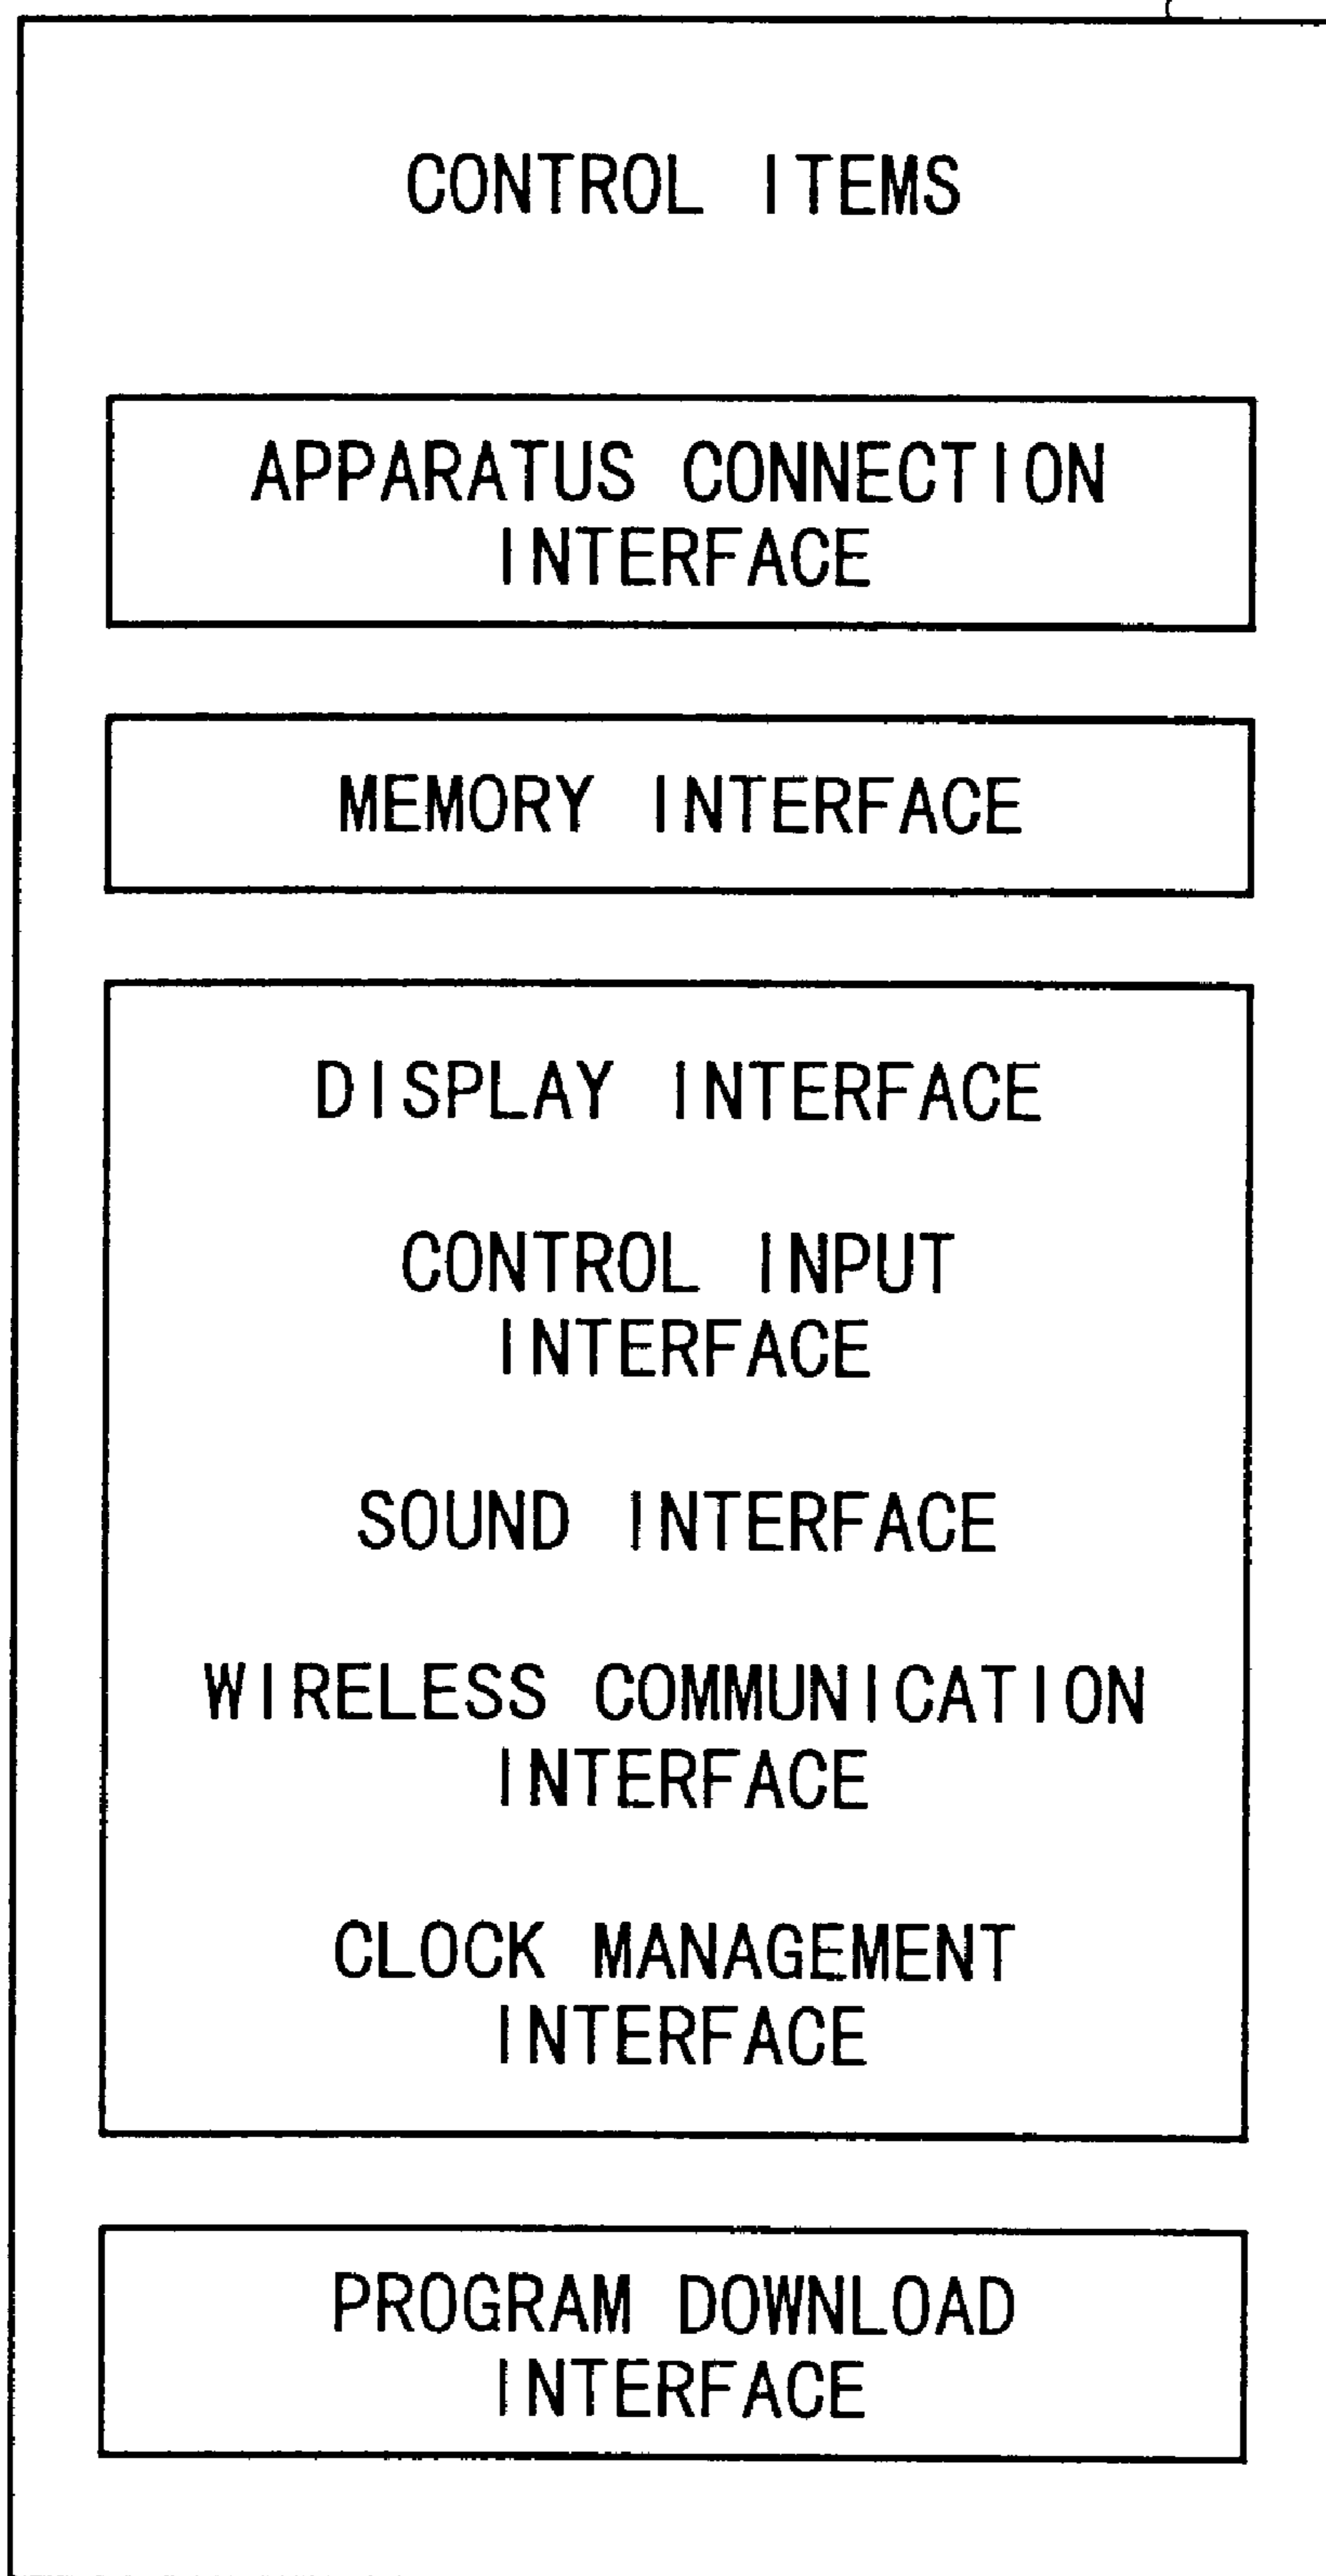 CONTROL ITEMS
APPARATUS CONNECTION
INTERFACE
MEMORY INTERFACE
DISPLAY INTERFACE
CONTROL INPUT
INTERFACE
SOUND INTERFACE
WIRELESS COMMUNICATION
INTERFACE
CLOCK MANAGEMENT
INTERFACE
PROGRAM DOWNLOAD
INTERFACE